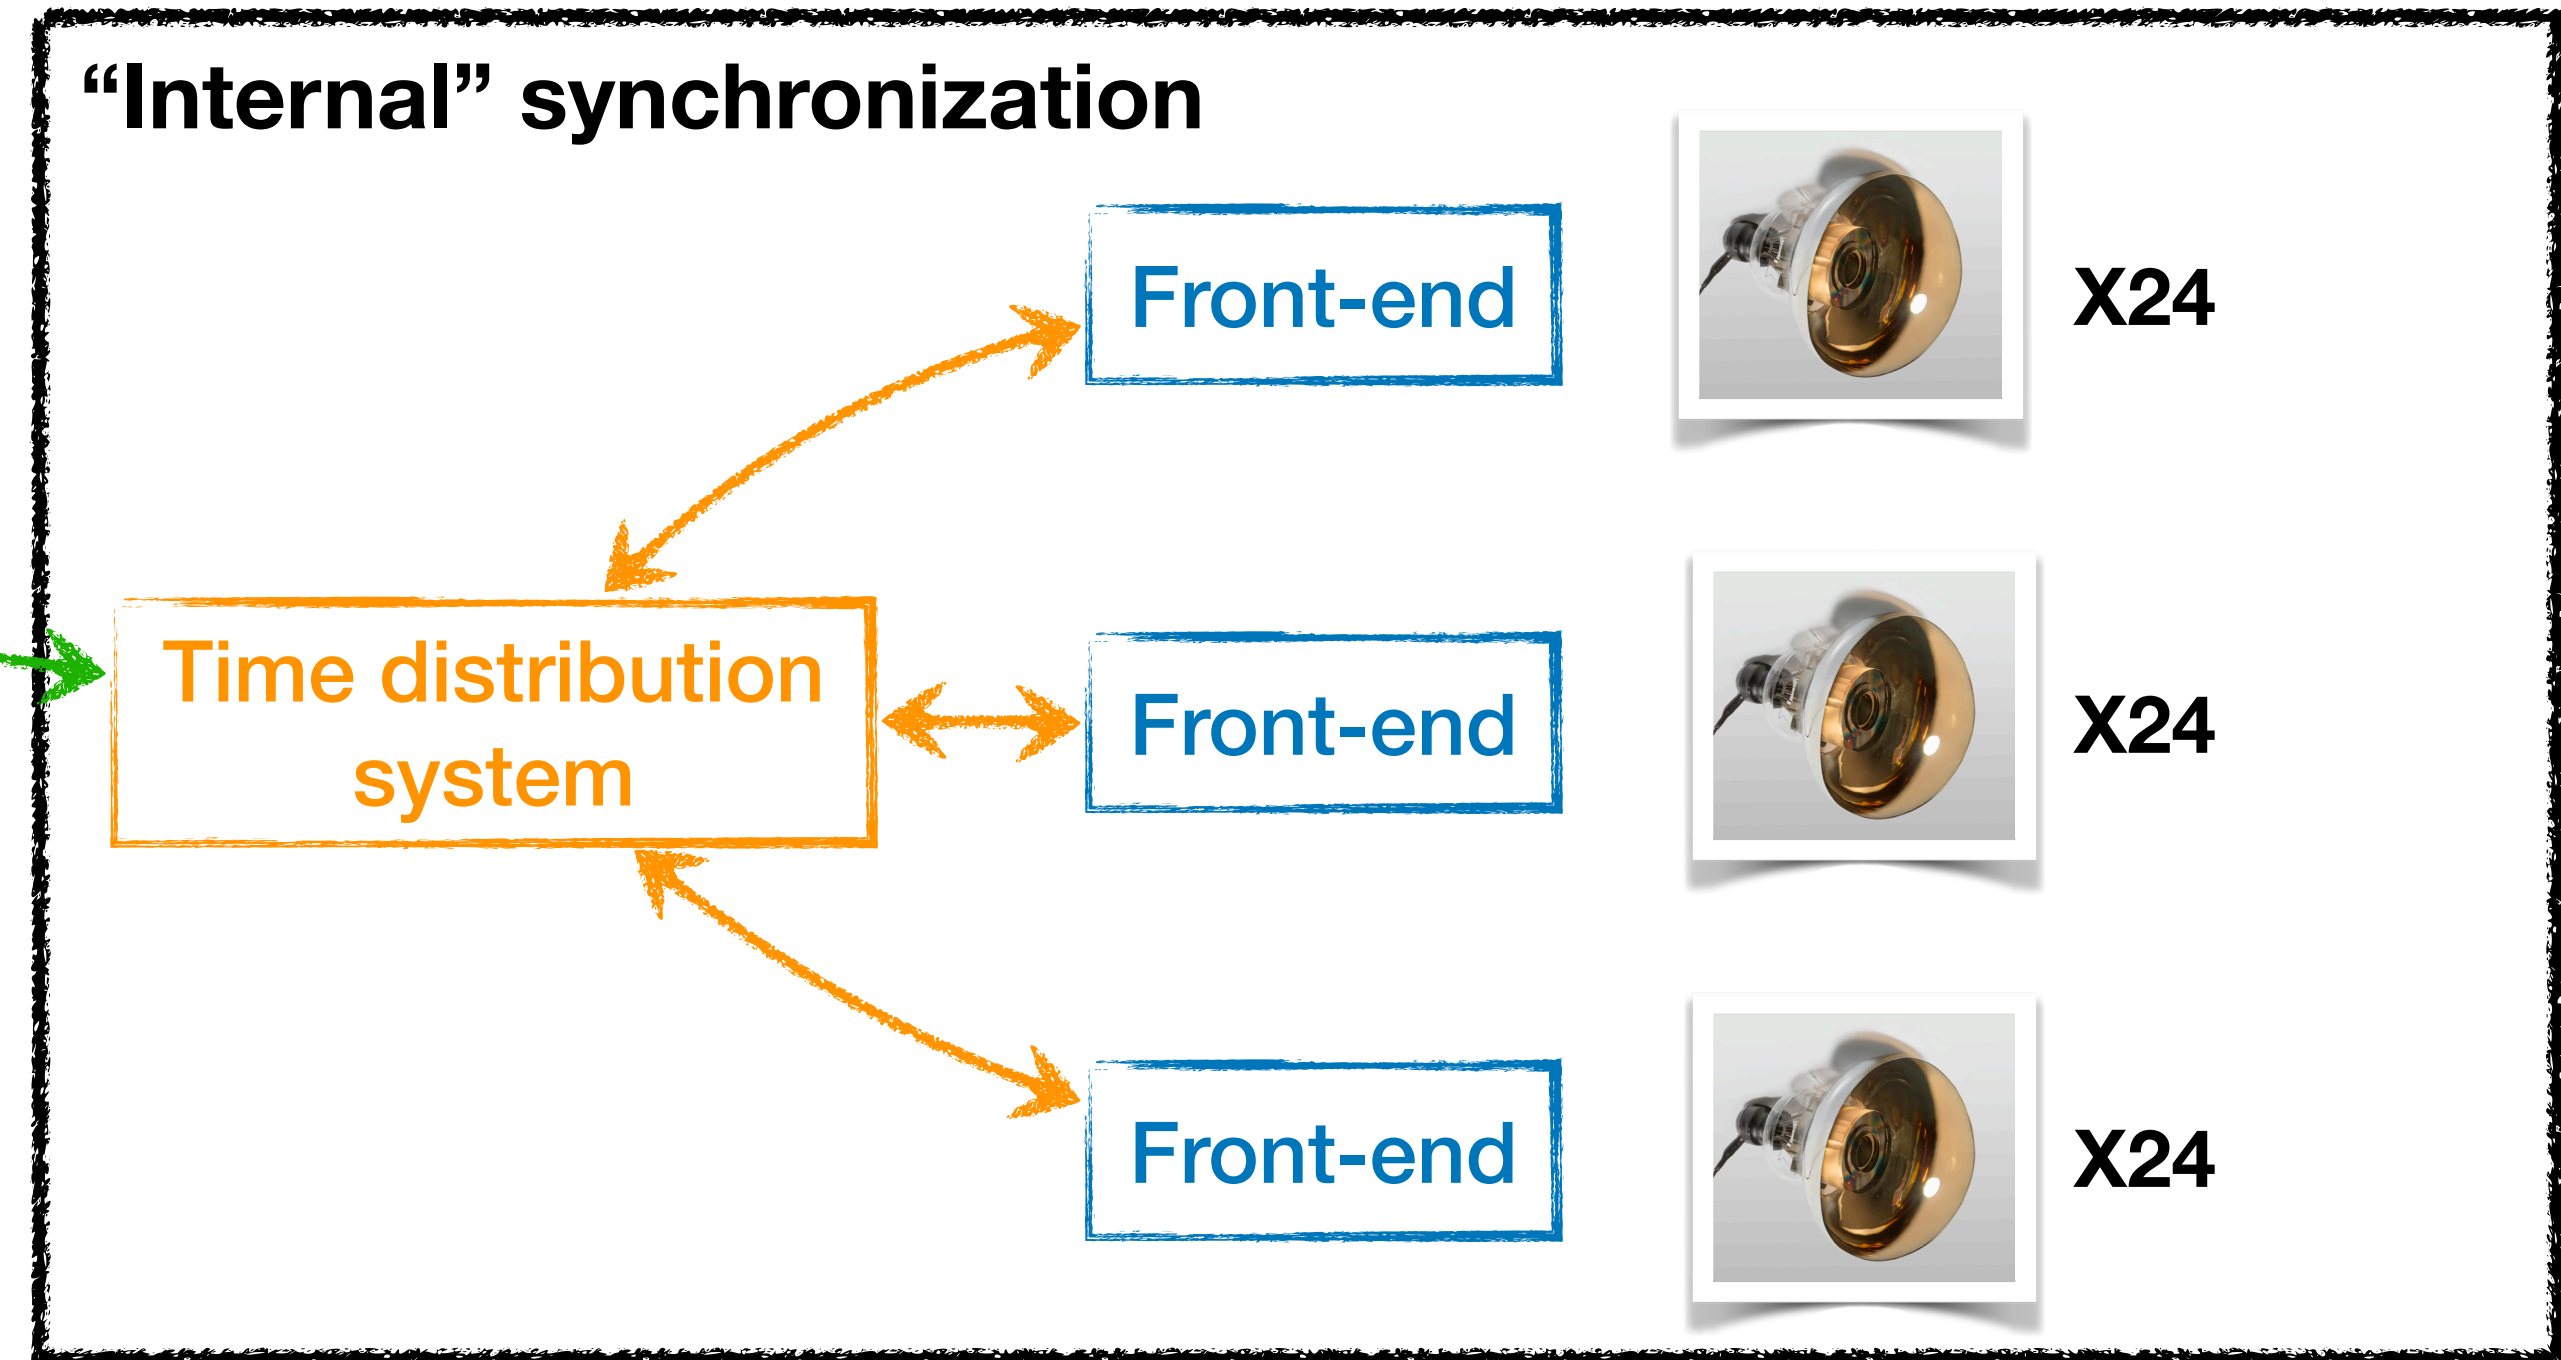 “Internal” synchronization
Front-end
X24
Time distribution
system
Front-end
X24
Front-end
X24